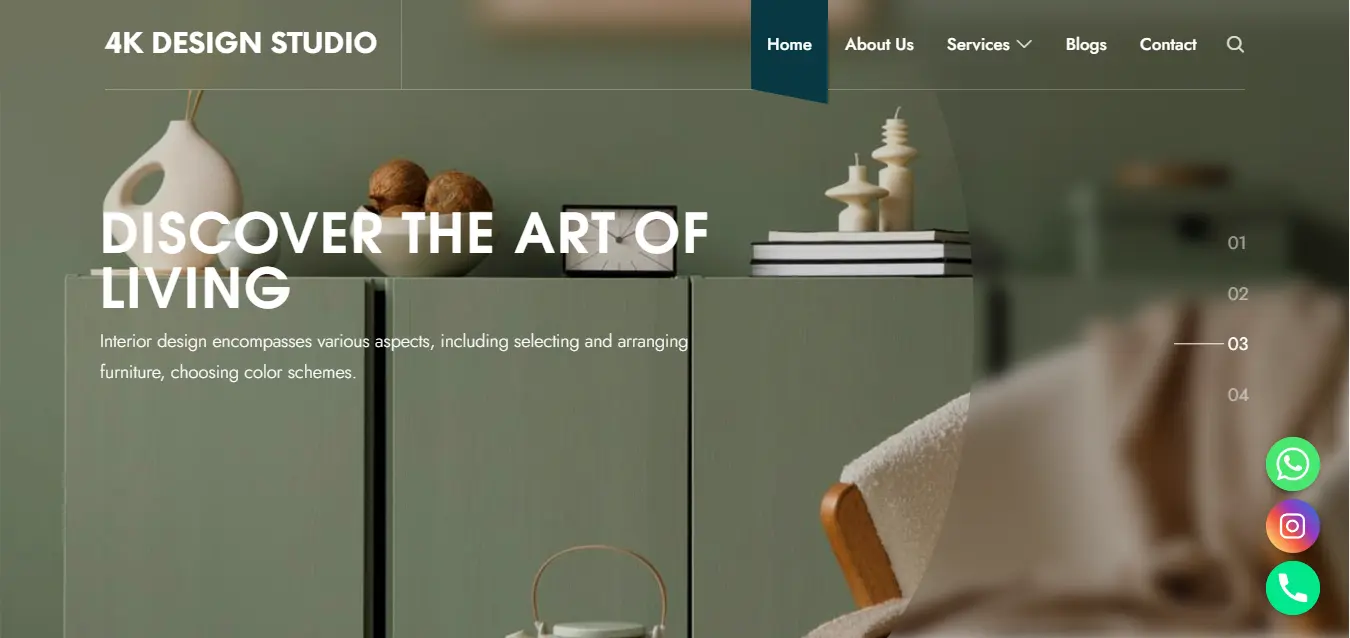 4K DESIGN STUDIO
Home About Us Services Blogs Contact
DISCOVER THE ART OF
LIVING
Interior design encompasses various aspects, including selecting and arranging
furniture, choosing color schemes.
01
02
03
04